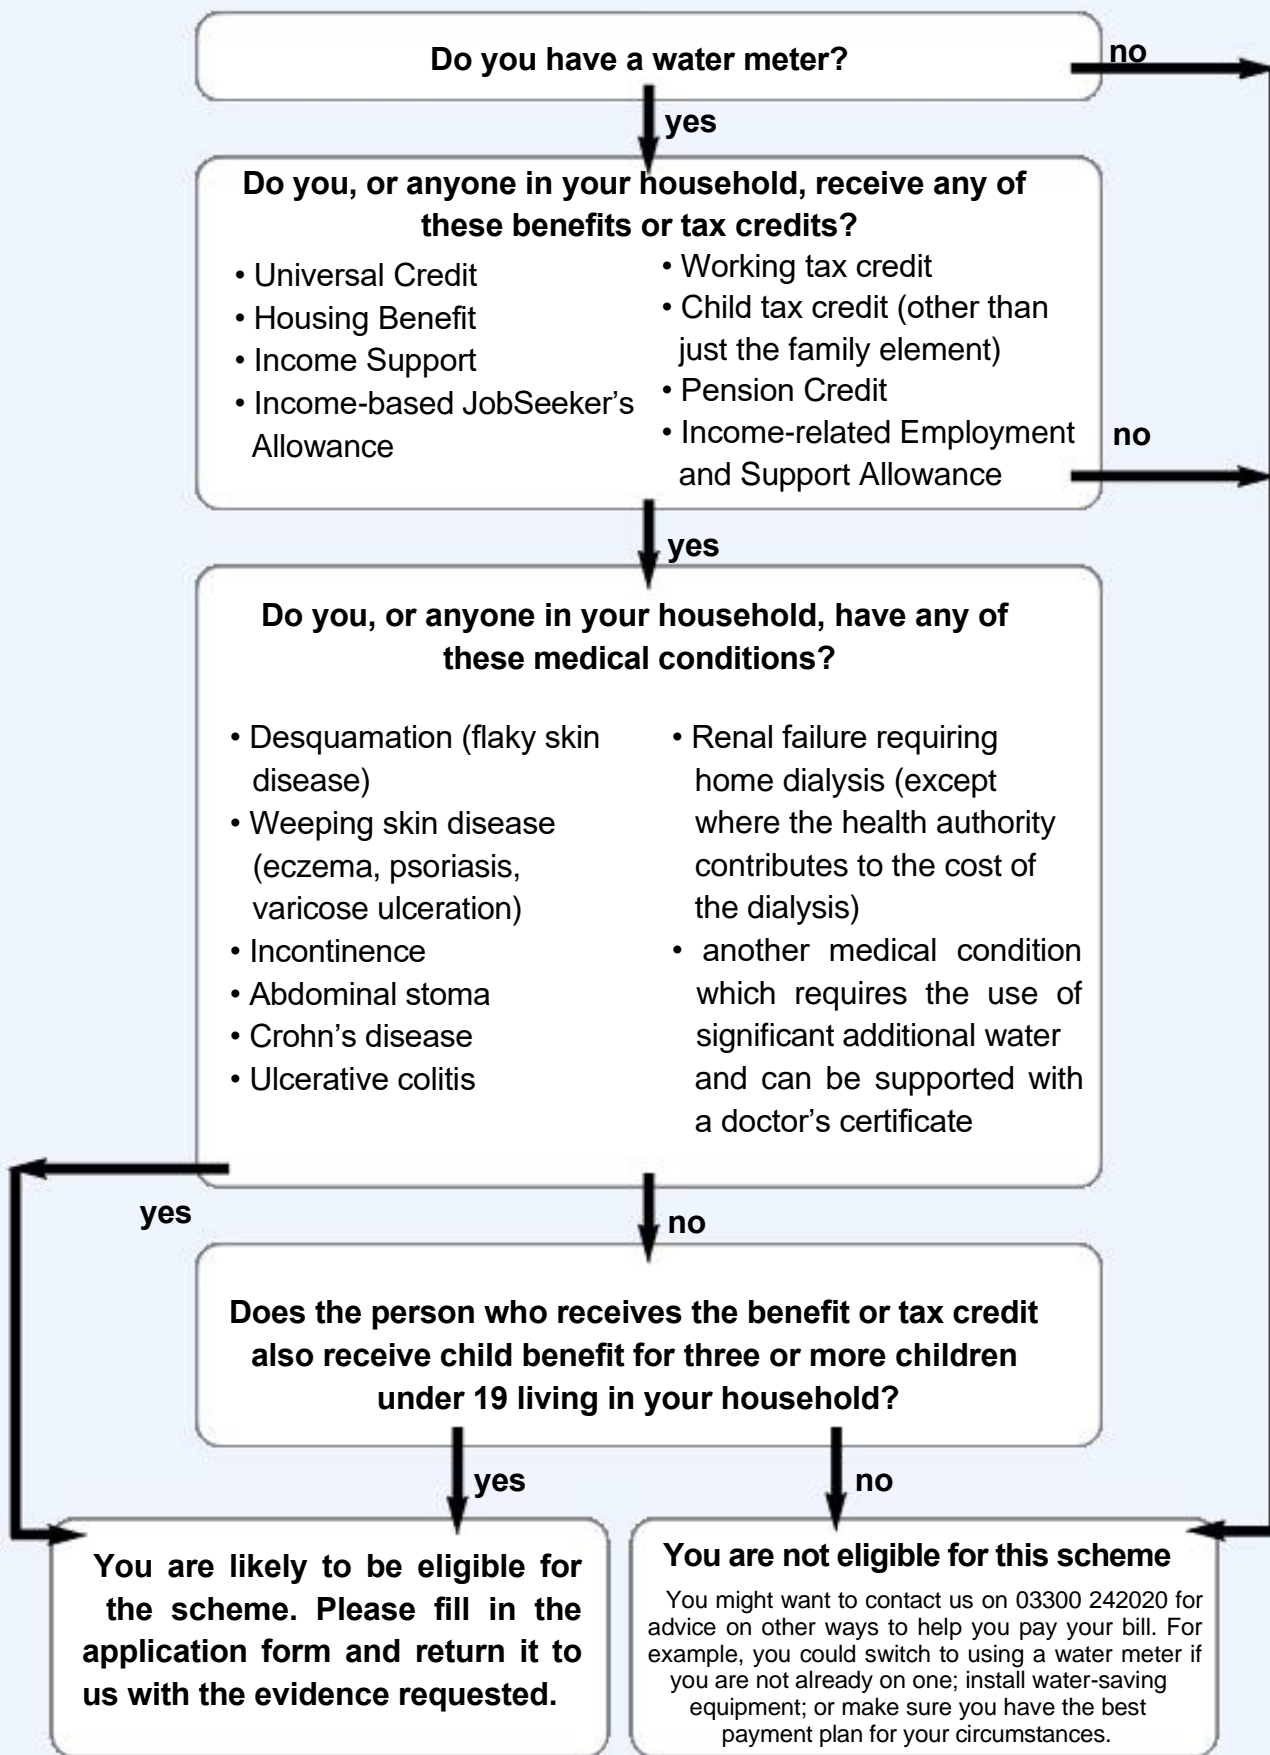 Do you have a water meter?
no
yes
Do you, or anyone in your household, receive any of
these benefits or tax credits?
• Universal Credit
• Housing Benefit
• Income Support
• Income-based JobSeeker’s
Allowance
• Working tax credit
• Child tax credit (other than
just the family element)
• Pension Credit
• Income-related Employment
and Support Allowance
no
yes
Do you, or anyone in your household, have any of
these medical conditions?
• Desquamation (flaky skin
disease)
• Weeping skin disease
(eczema, psoriasis,
varicose ulceration)
• Incontinence
• Abdominal stoma
• Crohn’s disease
• Ulcerative colitis
• Renal failure requiring
home dialysis (except
where the health authority
contributes to the cost of
the dialysis)
• another medical condition
which requires the use of
significant additional water
and can be supported with
a doctor’s certificate
yes
no
Does the person who receives the benefit or tax credit
also receive child benefit for three or more children
under 19 living in your household?
yes
no
You are likely to be eligible for
the scheme. Please fill in the
application form and return it to
us with the evidence requested.
You are not eligible for this scheme
You might want to contact us on 03300 242020 for
advice on other ways to help you pay your bill. For
example, you could switch to using a water meter if
you are not already on one; install water-saving
equipment; or make sure you have the best
payment plan for your circumstances.